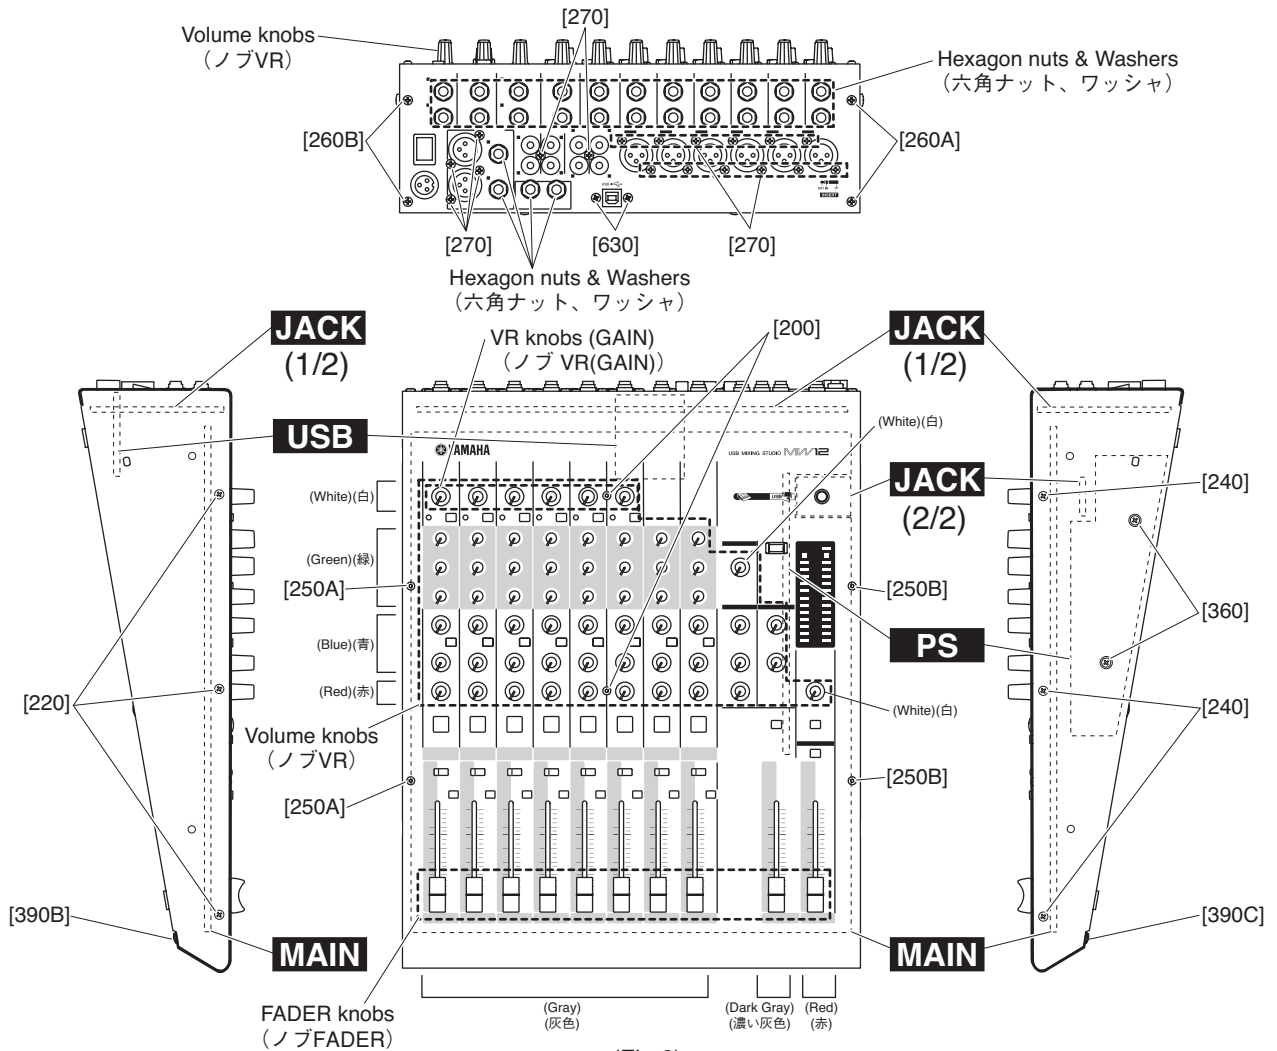 [270]
Volume knobs
（ノブVR）
Hexagon nuts & Washers
（六角ナット、ワッシャ）
[260B]
[260A]
INSERT
[270]
[630]
[270]
Hexagon nuts & Washers
（六角ナット、ワッシャ）
JACK
(1/2)
VR knobs (GAIN)
（ノブ VR(GAIN)）
[200]
JACK
(1/2)
USB
(White)(白)
YAMAHA
USB MIXING STUDIO MW12
USB
(White)(白)
JACK
(2/2)
[240]
(Green)(緑)
[250A]
[250B]
[360]
(Blue)(青)
PS
(Red)(赤)
[220]
[240]
(White)(白)
Volume knobs
（ノブVR）
[250A]
[250B]
[390B]
[390C]
MAIN
MAIN
FADER knobs
（ノブFADER）
(Gray)
(灰色)
(Dark Gray)
(濃い灰色)
(Red)
(赤)